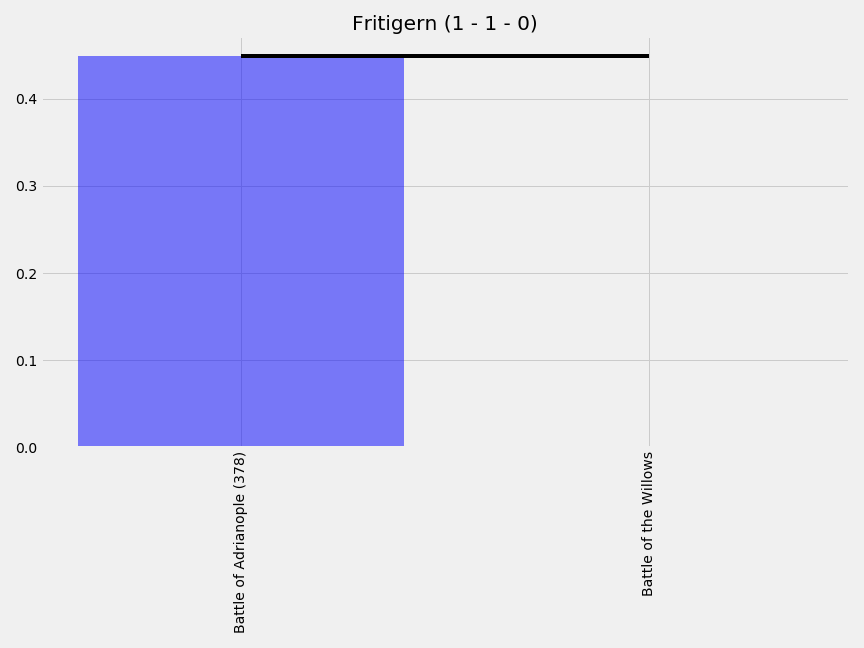 Fritigern (1 - 1 - 0)
0.4
0.3
0.2
0.1
0.0
Battle of Adrianople (378)
Battle of the Willows